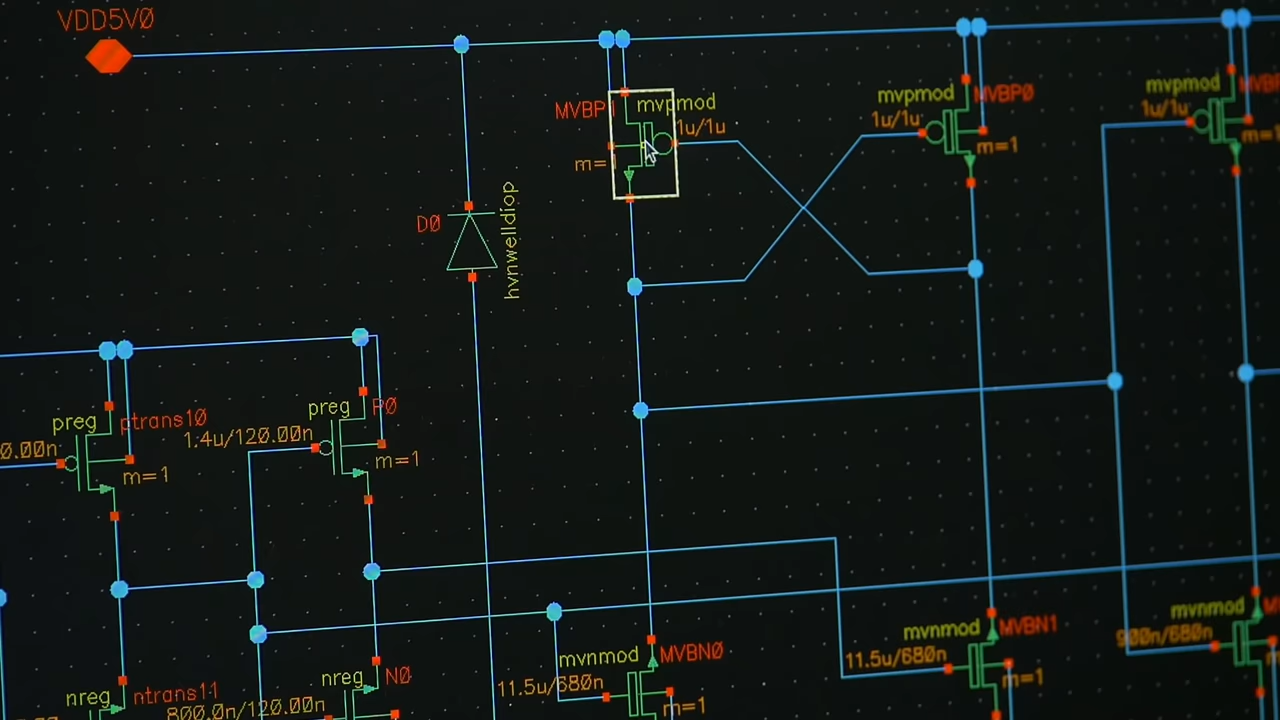 VDD5V0
MVBP1
mvpmod
1u/1u
m=
mvpmod
MVBP0
1u/1u
m=1
mvpmod
1u/1u
m=1
D0
hvnwelldiop
preg
ptrans10
0.00n
m=1
preg
P0
1.4u/120.00n
m=1
nreg
ntrans11
nreg
N0
800.0n/120.00n
mvnmod
MVBN0
11.5u/680n
m=1
mvnmod
MVBN1
11.5u/680n
m=1
mvnmod
900n/680n